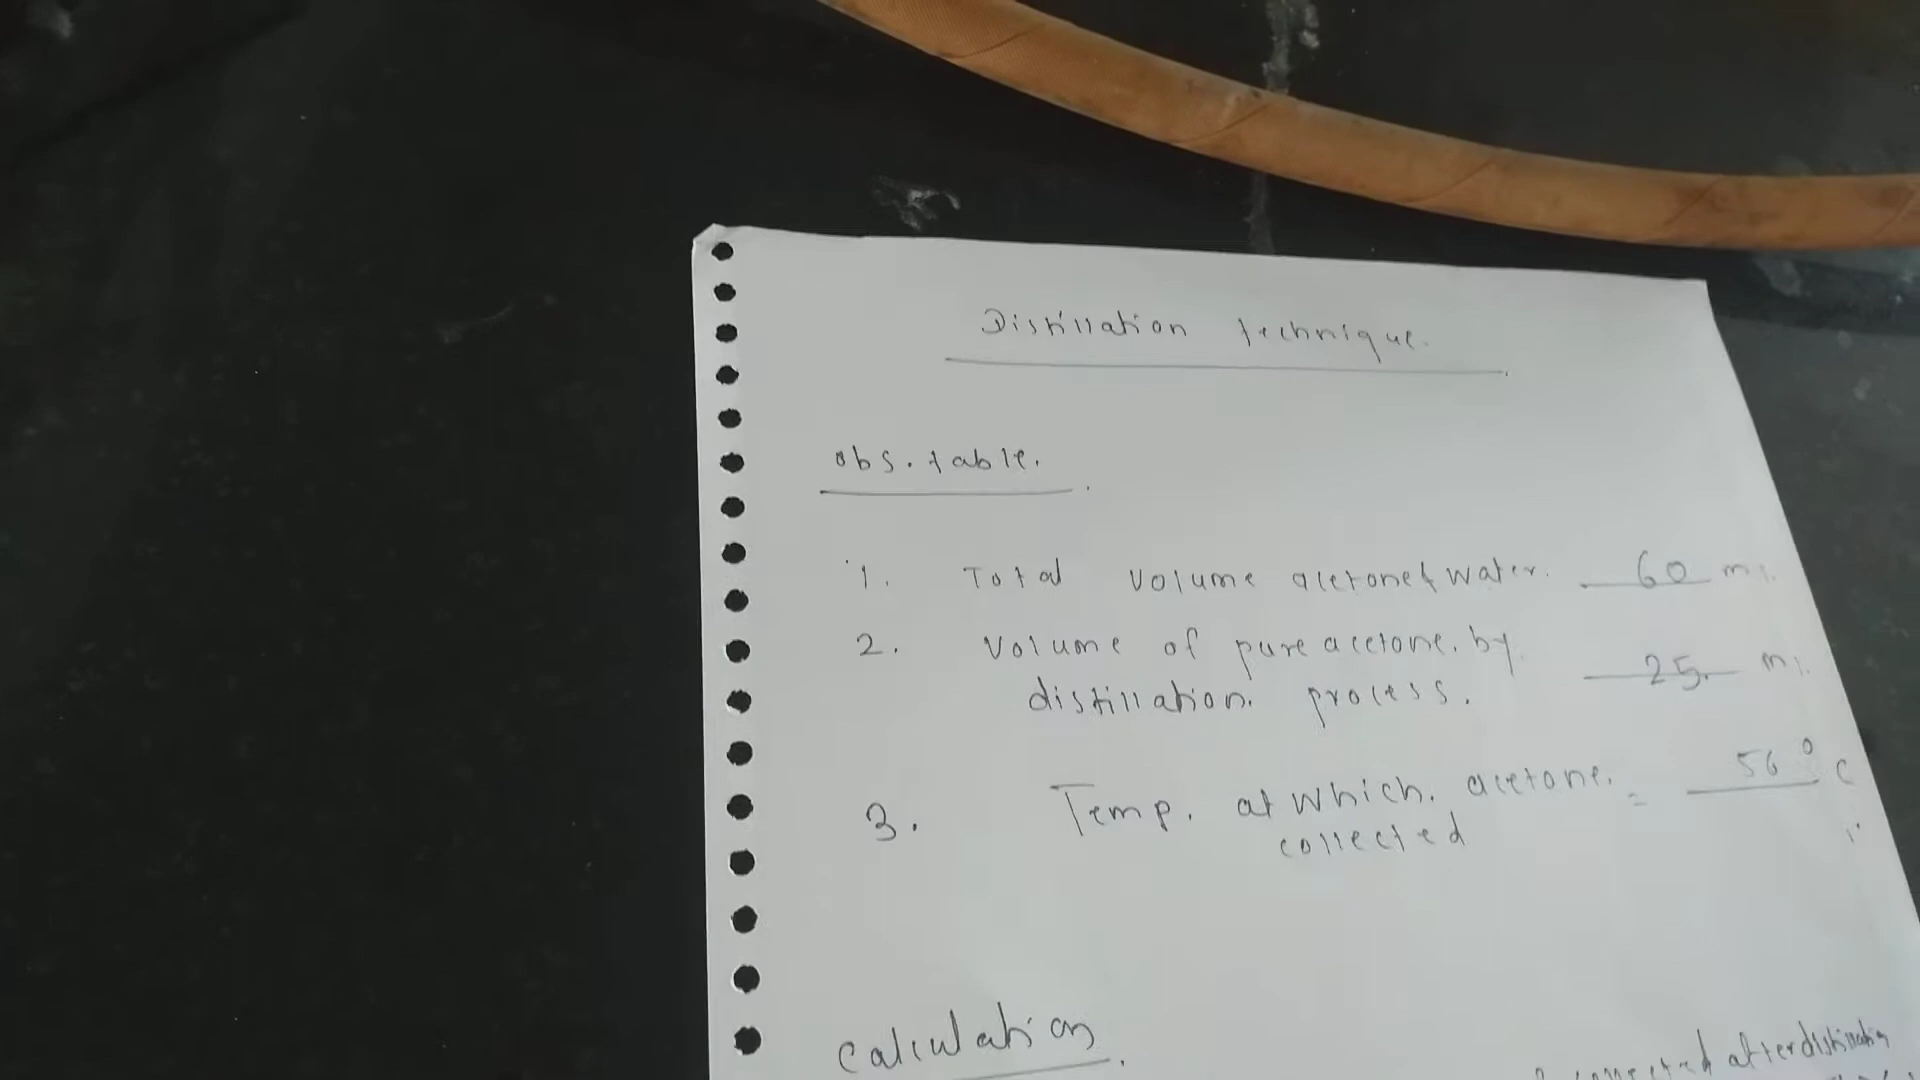 Distillation technique.
obs. table.
1. Total volume acetone & water. 60 ml.
2. Volume of pure acetone. by
distillation. process. 25. ml.
3. Temp. at which. acetone. = 56° C
collected
Calculation.
collected after distillation